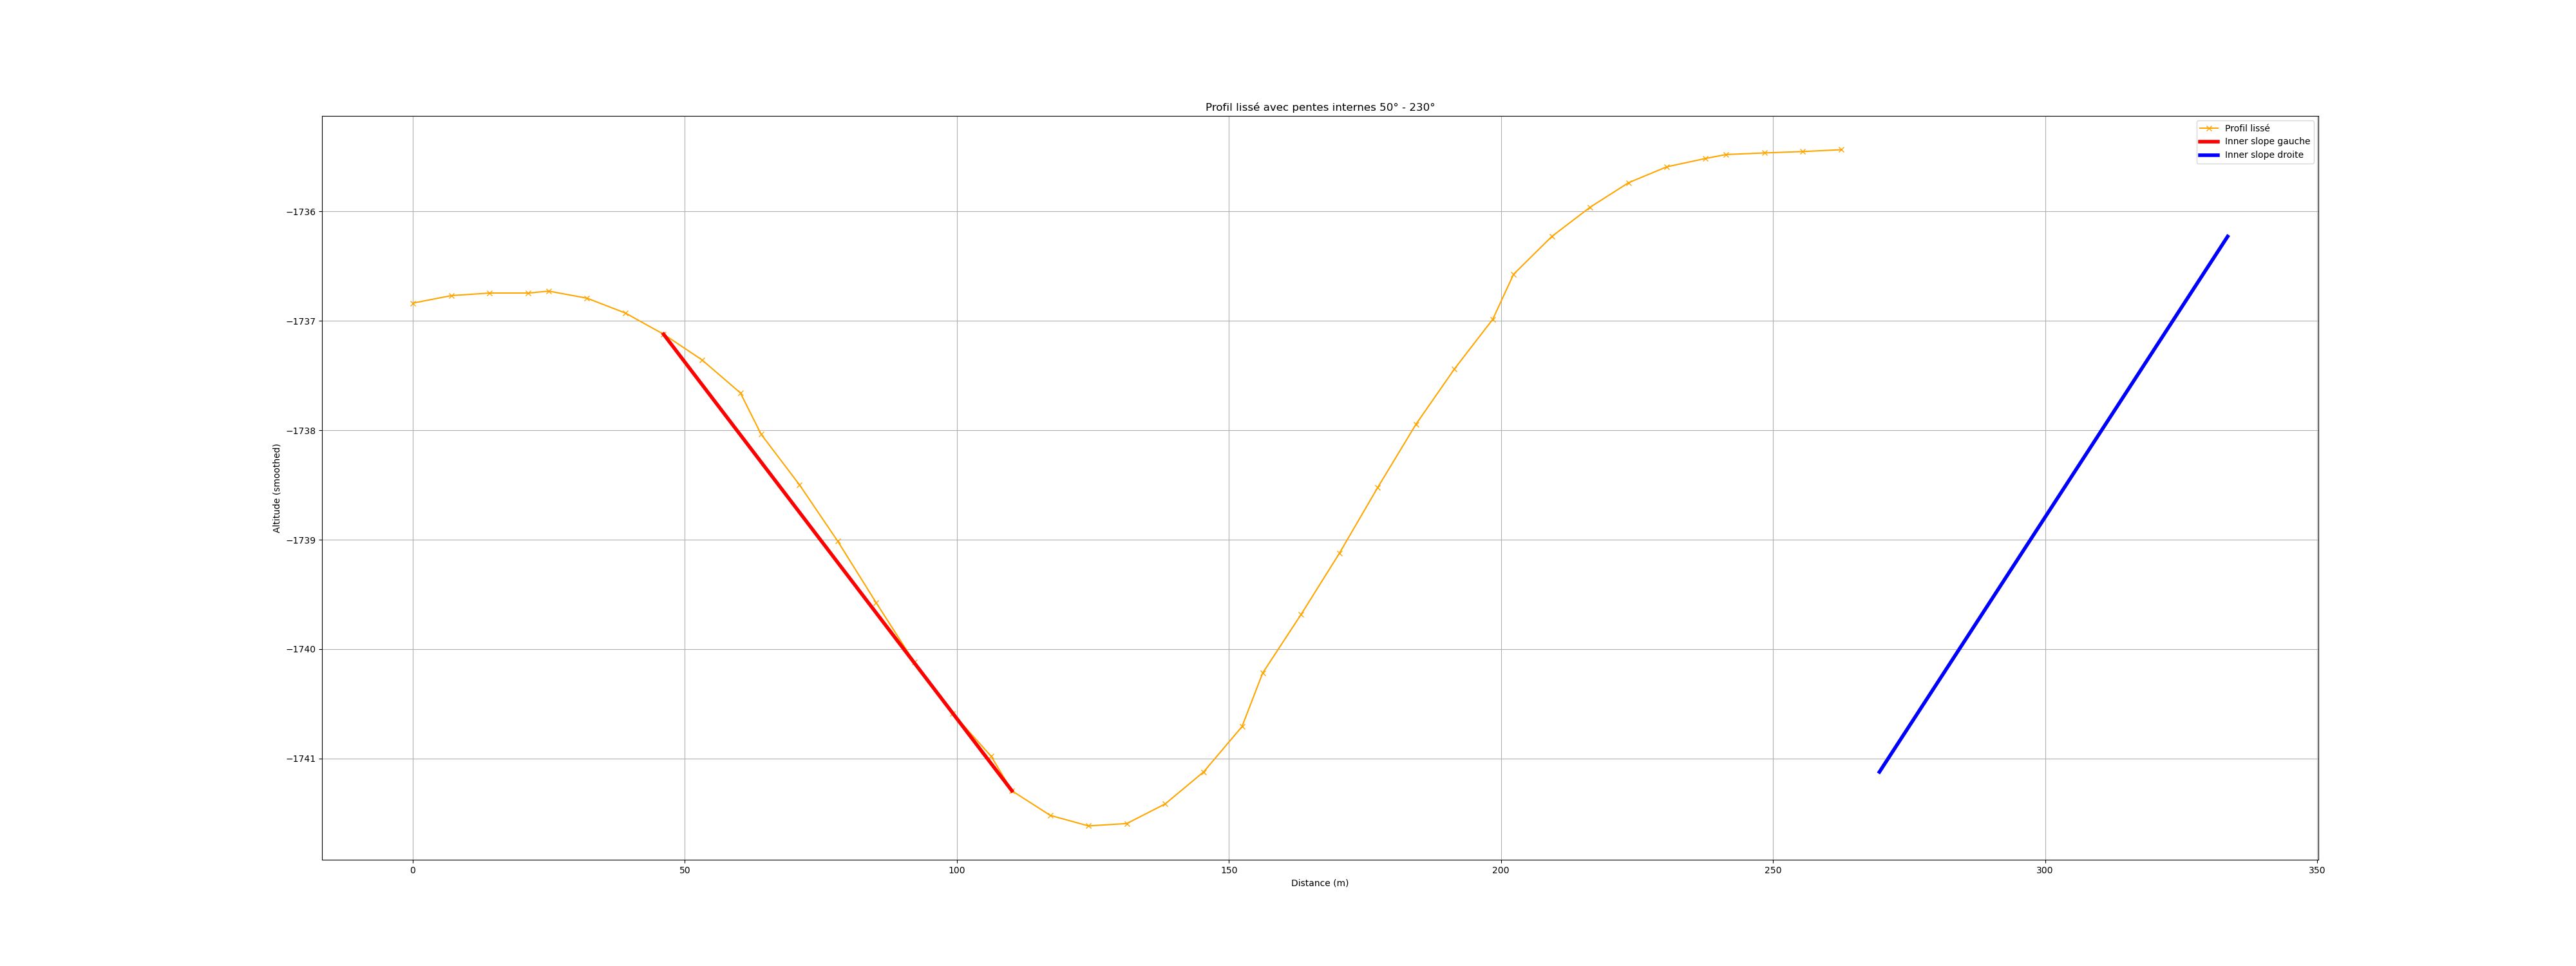 Profil lissé avec pentes internes 50° - 230°
Profil lissé
Inner slope gauche
Inner slope droite
Altitude (smoothed)
−1736
−1737
−1738
−1739
−1740
−1741
0
50
100
150
200
250
300
350
Distance (m)